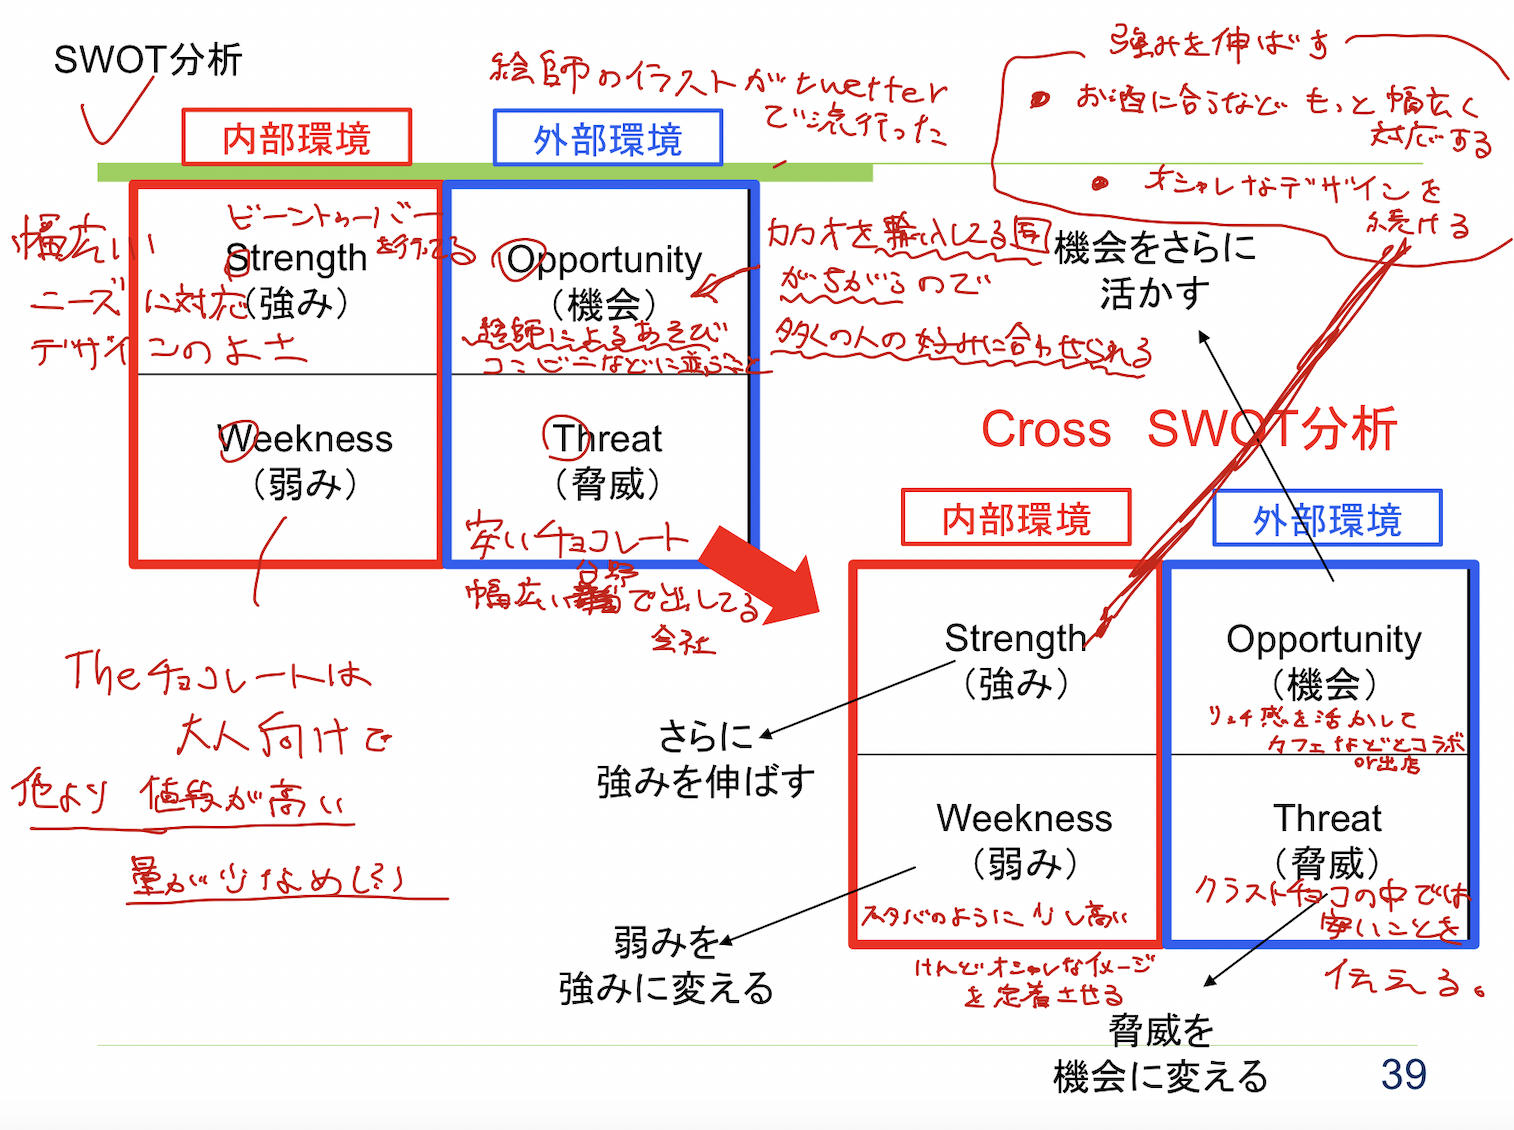 SWOT分析
絵師のイラストがtwetter
で流行った
強みを伸ばす
お酒に合うなど もっと幅広く
対応する
オシャレなデザインを
続ける
内部環境
外部環境
幅広い
ニーズに対応
デザインのよさ
ビーントゥーバー
を行ってる
Strength
（強み）
Opportunity
（機会）
絵師によるあそび
コンビニなどに並ぶこと
カカオを輸入してる国
がちがうので
多くの人の好みに合わせられる
機会をさらに
活かす
Weekness
（弱み）
Threat
（脅威）
安いチョコレート
幅広い分野で出してる
会社
Theチョコレートは
大人向けで
他より 値段が高い
量が少なめ(?)
Cross SWOT分析
内部環境
外部環境
Strength
（強み）
Opportunity
（機会）
リッチ感を活かして
カフェなどとコラボ
or出店
さらに
強みを伸ばす
Weekness
（弱み）
スタバのように少し高い
けんどオシャレなイメージ
を定着させる
Threat
（脅威）
クラフトチョコの中では
安いことを
伝える。
弱みを
強みに変える
脅威を
機会に変える
39